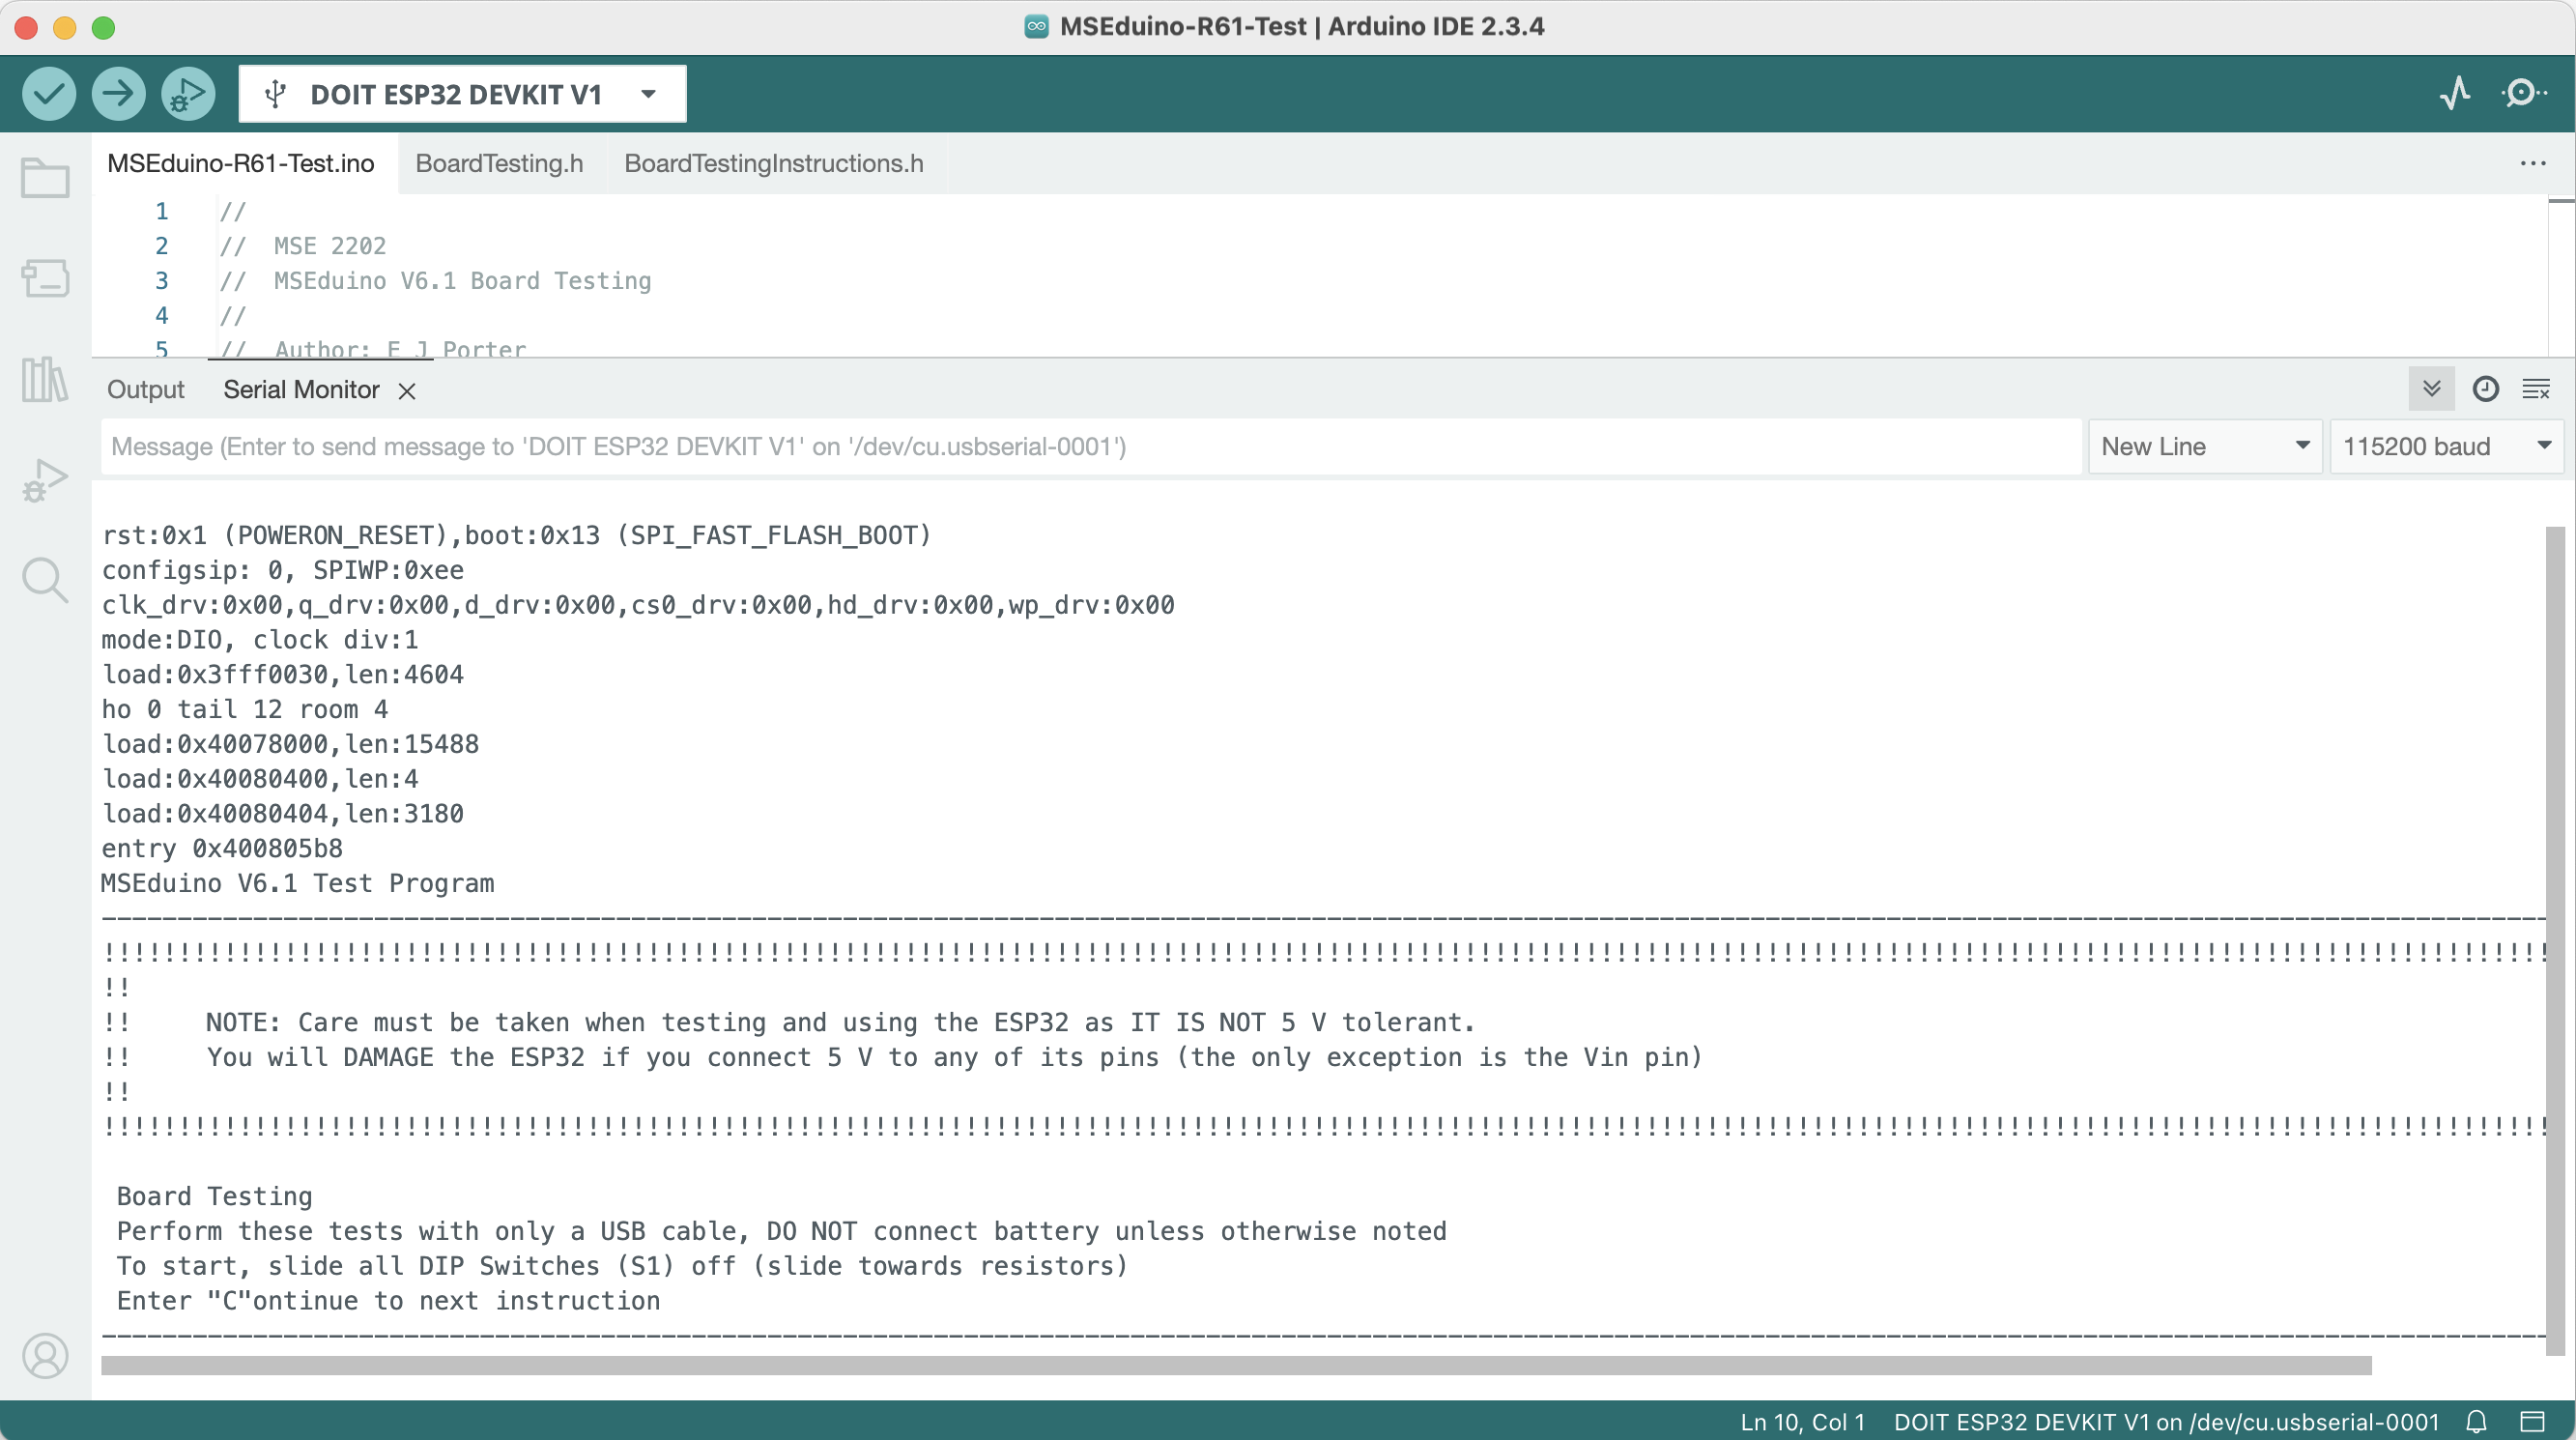 MSEduino-R61-Test | Arduino IDE 2.3.4
DOIT ESP32 DEVKIT V1
MSEduino-R61-Test.ino BoardTesting.h BoardTestingInstructions.h ...
1 //
2 //  MSE 2202
3 //  MSEduino V6.1 Board Testing
4 //
5 //  Author: E J Porter
Output Serial Monitor
Message (Enter to send message to 'DOIT ESP32 DEVKIT V1' on '/dev/cu.usbserial-0001') New Line 115200 baud
rst:0x1 (POWERON_RESET),boot:0x13 (SPI_FAST_FLASH_BOOT)
configsip: 0, SPIWP:0xee
clk_drv:0x00,q_drv:0x00,d_drv:0x00,cs0_drv:0x00,hd_drv:0x00,wp_drv:0x00
mode:DIO, clock div:1
load:0x3fff0030,len:4604
ho 0 tail 12 room 4
load:0x40078000,len:15488
load:0x40080400,len:4
load:0x40080404,len:3180
entry 0x400805b8
MSEduino V6.1 Test Program
----------------------------------------------------------------------------------------------------------------------------------------------------------------
!!!!!!!!!!!!!!!!!!!!!!!!!!!!!!!!!!!!!!!!!!!!!!!!!!!!!!!!!!!!!!!!!!!!!!!!!!!!!!!!!!!!!!!!!!!!!!!!!!!!!!!!!!!!!!!!!!!!!!!!!!!!!!!!!!!!!!!!!!!!!!!!!!!!!!!!!!!!!!!!!!
!!
!!     NOTE: Care must be taken when testing and using the ESP32 as IT IS NOT 5 V tolerant.
!!     You will DAMAGE the ESP32 if you connect 5 V to any of its pins (the only exception is the Vin pin)
!!
!!!!!!!!!!!!!!!!!!!!!!!!!!!!!!!!!!!!!!!!!!!!!!!!!!!!!!!!!!!!!!!!!!!!!!!!!!!!!!!!!!!!!!!!!!!!!!!!!!!!!!!!!!!!!!!!!!!!!!!!!!!!!!!!!!!!!!!!!!!!!!!!!!!!!!!!!!!!!!!!!!
Board Testing
Perform these tests with only a USB cable, DO NOT connect battery unless otherwise noted
To start, slide all DIP Switches (S1) off (slide towards resistors)
Enter "C"ontinue to next instruction
----------------------------------------------------------------------------------------------------------------------------------------------------------------
Ln 10, Col 1 DOIT ESP32 DEVKIT V1 on /dev/cu.usbserial-0001